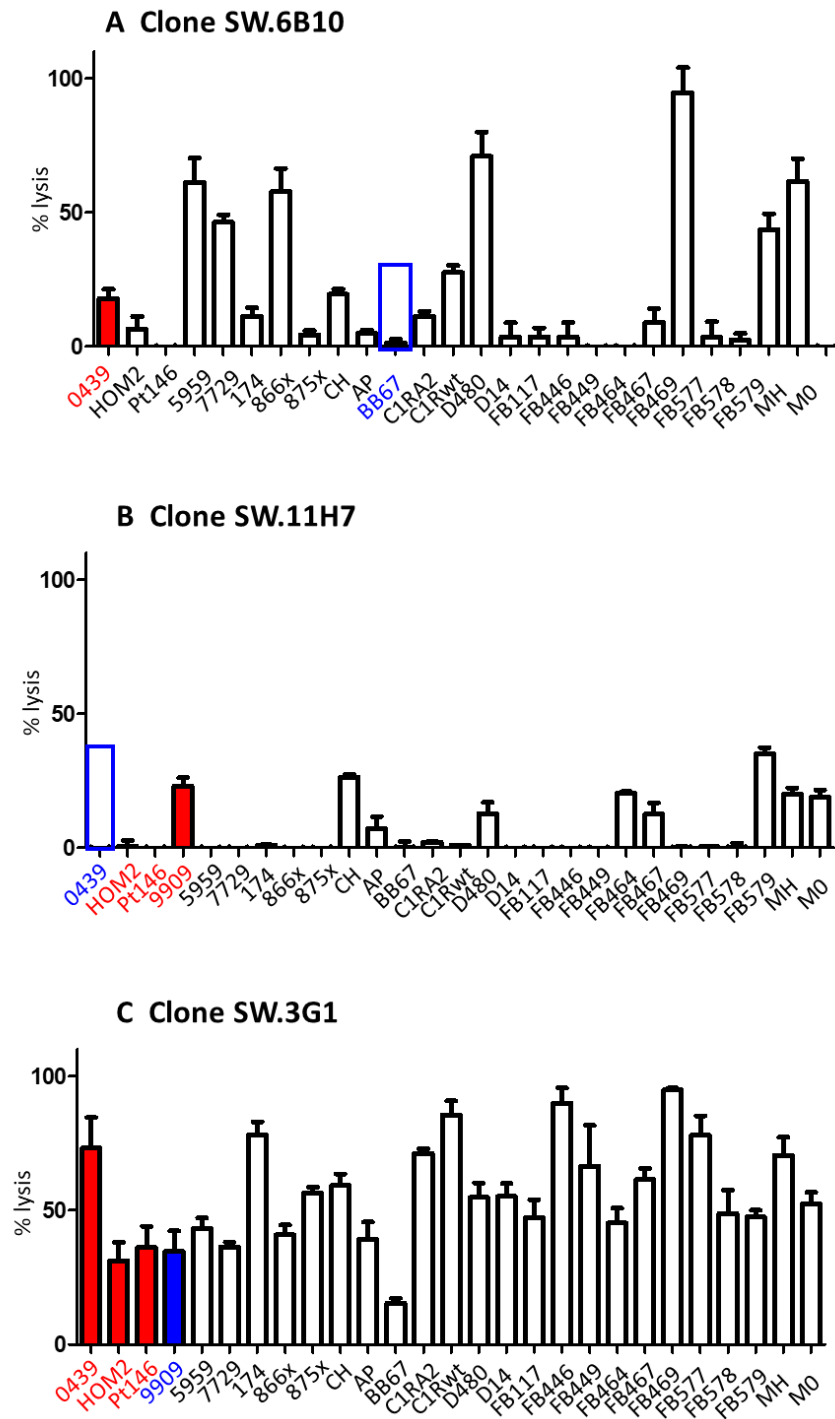 A Clone SW.6B10
100
50
0
% lysis
0439 HOM2 Pt146 5959 7729 174 866x 875x CH AP BB67 C1RA2 C1Rwt D480 D14 FB117 FB446 FB449 FB464 FB467 FB469 FB577 FB578 FB579 MH M0
B Clone SW.11H7
100
50
0
% lysis
0439 HOM2 Pt146 9909 5959 7729 174 866x 875x CH AP BB67 C1RA2 C1Rwt D480 D14 FB117 FB446 FB449 FB464 FB467 FB469 FB577 FB578 FB579 MH M0
C Clone SW.3G1
100
50
0
% lysis
0439 HOM2 Pt146 9909 5959 7729 174 866x 875x CH AP BB67 C1RA2 C1Rwt D480 D14 FB117 FB446 FB449 FB464 FB467 FB469 FB577 FB578 FB579 MH M0